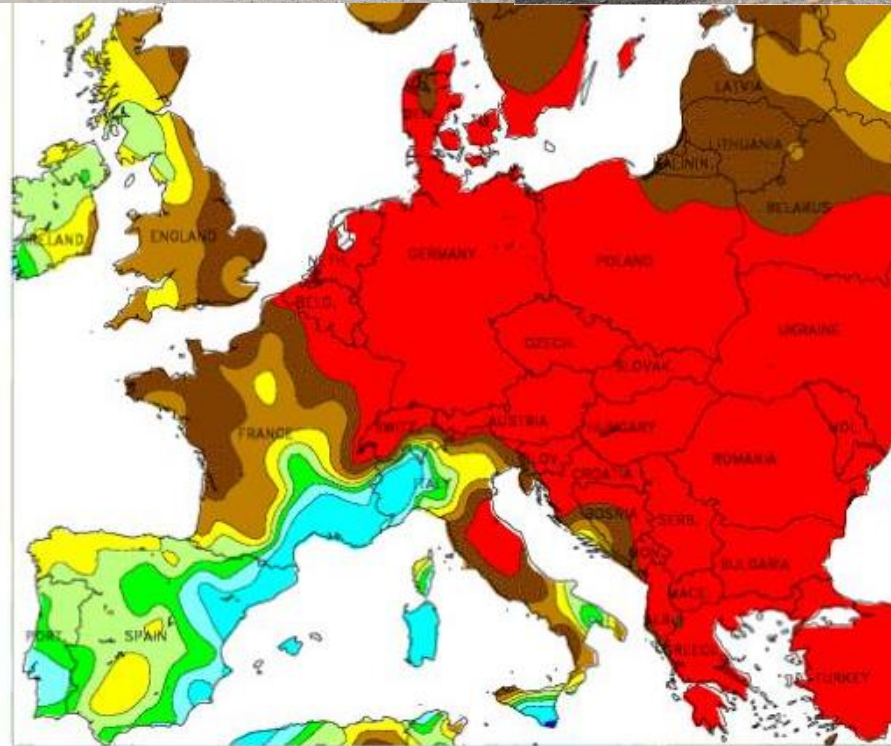 LATVIA
LITHUANIA
KALININ.
BELARUS
IRELAND
ENGLAND
NETH.
GERMANY
POLAND
BELG.
UKRAINE
CZECH.
SLOVAK.
FRANCE
SWITZ.
AUSTRIA
HUNGARY
MOL.
SLOV.
ROMANIA
ITALY
CROATIA
BOSNIA
SERB.
MON.
BULGARIA
MACE.
PORT.
SPAIN
GREECE
TURKEY